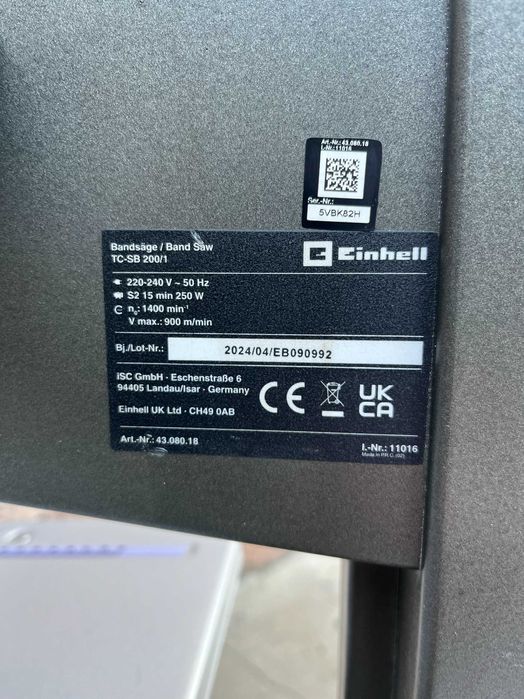 Art.-Nr.: 43.080.18
I.-Nr.: 11016
Ser.-Nr.:
5VBK82H
Bandsäge / Band Saw
TC-SB 200/1
Einhell
220-240 V ~ 50 Hz
S2 15 min 250 W
n₀: 1400 min⁻¹
V max.: 900 m/min
Bj./Lot-Nr.: 2024/04/EB090992
iSC GmbH · Eschenstraße 6
94405 Landau/Isar · Germany
CE
UK
CA
Einhell UK Ltd · CH49 0AB
Art.-Nr.: 43.080.18
I.-Nr.: 11016
Made in P.R.C. (02)